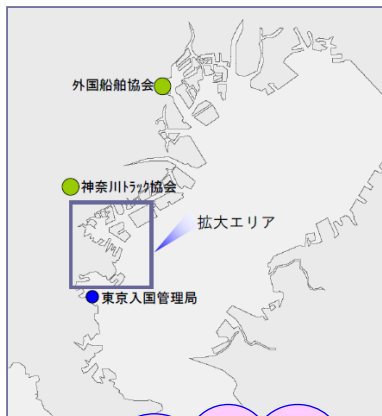 外国船舶協会
神奈川ﾄﾗｯｸ協会
拡大エリア
東京入国管理局